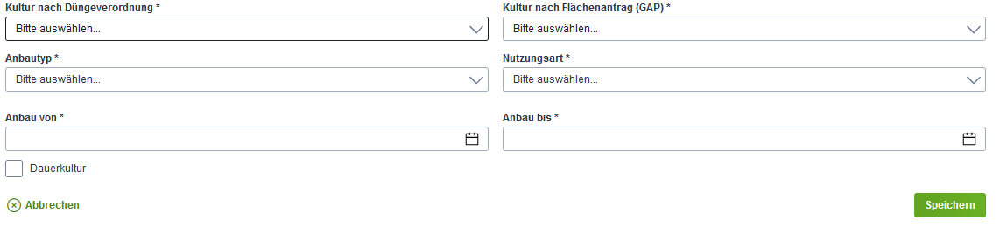 Kultur nach Düngeverordnung *
Kultur nach Flächenantrag (GAP) *
Bitte auswählen...
Bitte auswählen...
Anbautyp *
Nutzungsart *
Bitte auswählen...
Bitte auswählen...
Anbau von *
Anbau bis *
Dauerkultur
Abbrechen
Speichern